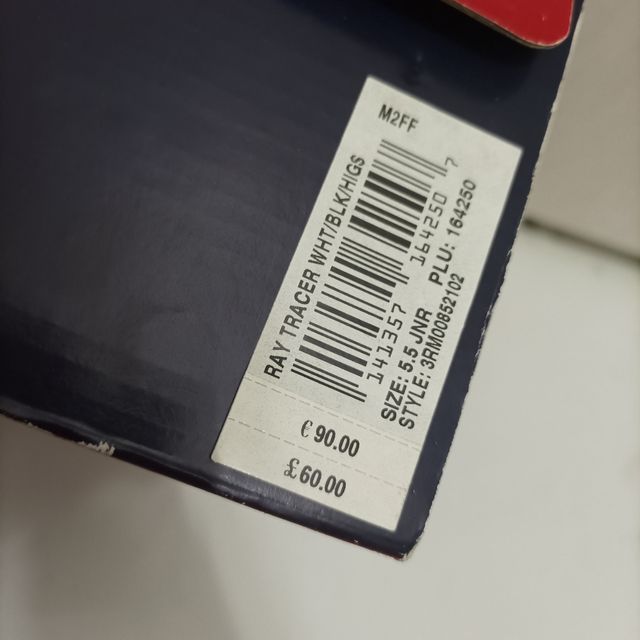 M2FF
RAY TRACER WHT/BLK/HIGS
141357 164250 7
SIZE: 5.5 JNR PLU: 164250
STYLE: 3RM00852102
€ 90.00
£ 60.00